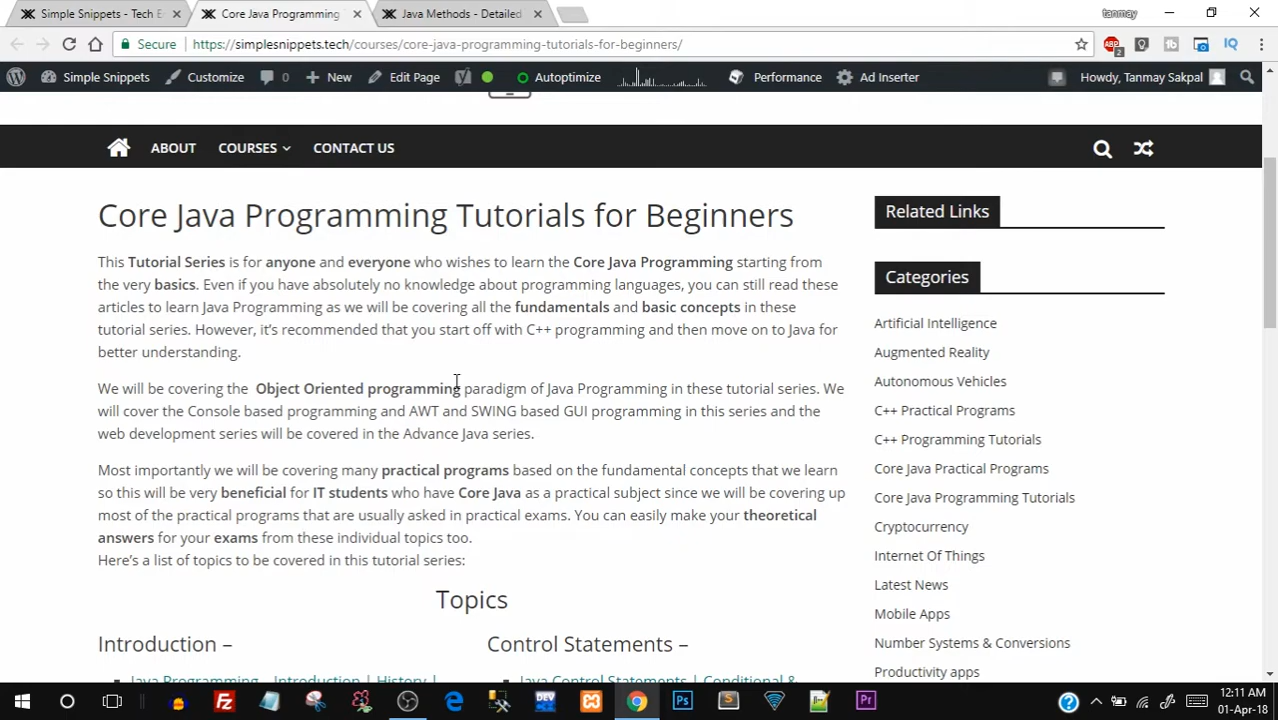 Simple Snippets - Tech E
Core Java Programming
Java Methods - Detailed
tanmay
Secure
https://simplesnippets.tech/courses/core-java-programming-tutorials-for-beginners/
ABP
2
tb
IQ
Simple Snippets
Customize
0
New
Edit Page
Autoptimize
Performance
Ad Inserter
Howdy, Tanmay Sakpal
ABOUT
COURSES
CONTACT US
Core Java Programming Tutorials for Beginners
This Tutorial Series is for anyone and everyone who wishes to learn the Core Java Programming starting from
the very basics. Even if you have absolutely no knowledge about programming languages, you can still read these
articles to learn Java Programming as we will be covering all the fundamentals and basic concepts in these
tutorial series. However, it's recommended that you start off with C++ programming and then move on to Java for
better understanding.
We will be covering the Object Oriented programming paradigm of Java Programming in these tutorial series. We
will cover the Console based programming and AWT and SWING based GUI programming in this series and the
web development series will be covered in the Advance Java series.
Most importantly we will be covering many practical programs based on the fundamental concepts that we learn
so this will be very beneficial for IT students who have Core Java as a practical subject since we will be covering up
most of the practical programs that are usually asked in practical exams. You can easily make your theoretical
answers for your exams from these individual topics too.
Here's a list of topics to be covered in this tutorial series:
Topics
Introduction –
Java Programming – Introduction | History |
Control Statements –
Java Control Statements | Conditional &
Related Links
Categories
Artificial Intelligence
Augmented Reality
Autonomous Vehicles
C++ Practical Programs
C++ Programming Tutorials
Core Java Practical Programs
Core Java Programming Tutorials
Cryptocurrency
Internet Of Things
Latest News
Mobile Apps
Number Systems & Conversions
Productivity apps
Fz
DEV
Ps
S
Pr
12:11 AM
01-Apr-18